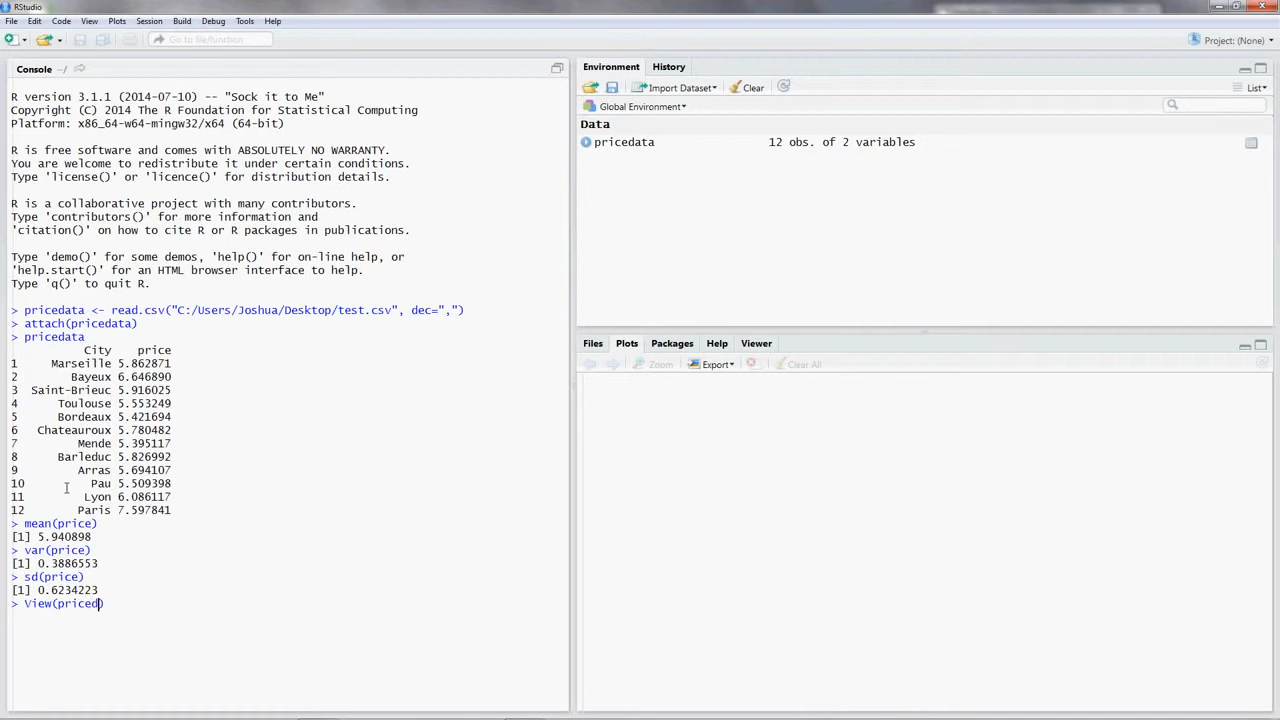 RStudio
File Edit Code View Plots Session Build Debug Tools Help
Go to file/function
Project: (None)
Console ~/
R version 3.1.1 (2014-07-10) -- "Sock it to Me"
Copyright (C) 2014 The R Foundation for Statistical Computing
Platform: x86_64-w64-mingw32/x64 (64-bit)
R is free software and comes with ABSOLUTELY NO WARRANTY.
You are welcome to redistribute it under certain conditions.
Type 'license()' or 'licence()' for distribution details.
R is a collaborative project with many contributors.
Type 'contributors()' for more information and
'citation()' on how to cite R or R packages in publications.
Type 'demo()' for some demos, 'help()' for on-line help, or
'help.start()' for an HTML browser interface to help.
Type 'q()' to quit R.
> pricedata <- read.csv("C:/Users/Joshua/Desktop/test.csv", dec=",")
> attach(pricedata)
> pricedata
City price
1 Marseille 5.862871
2 Bayeux 6.646890
3 Saint-Brieuc 5.916025
4 Toulouse 5.553249
5 Bordeaux 5.421694
6 Chateauroux 5.780482
7 Mende 5.395117
8 Barleduc 5.826992
9 Arras 5.694107
10 Pau 5.509398
11 Lyon 6.086117
12 Paris 7.597841
> mean(price)
[1] 5.940898
> var(price)
[1] 0.3886553
> sd(price)
[1] 0.6234223
> View(priced)
Environment History
Import Dataset Clear List
Global Environment
Data
pricedata 12 obs. of 2 variables
Files Plots Packages Help Viewer
Zoom Export Clear All